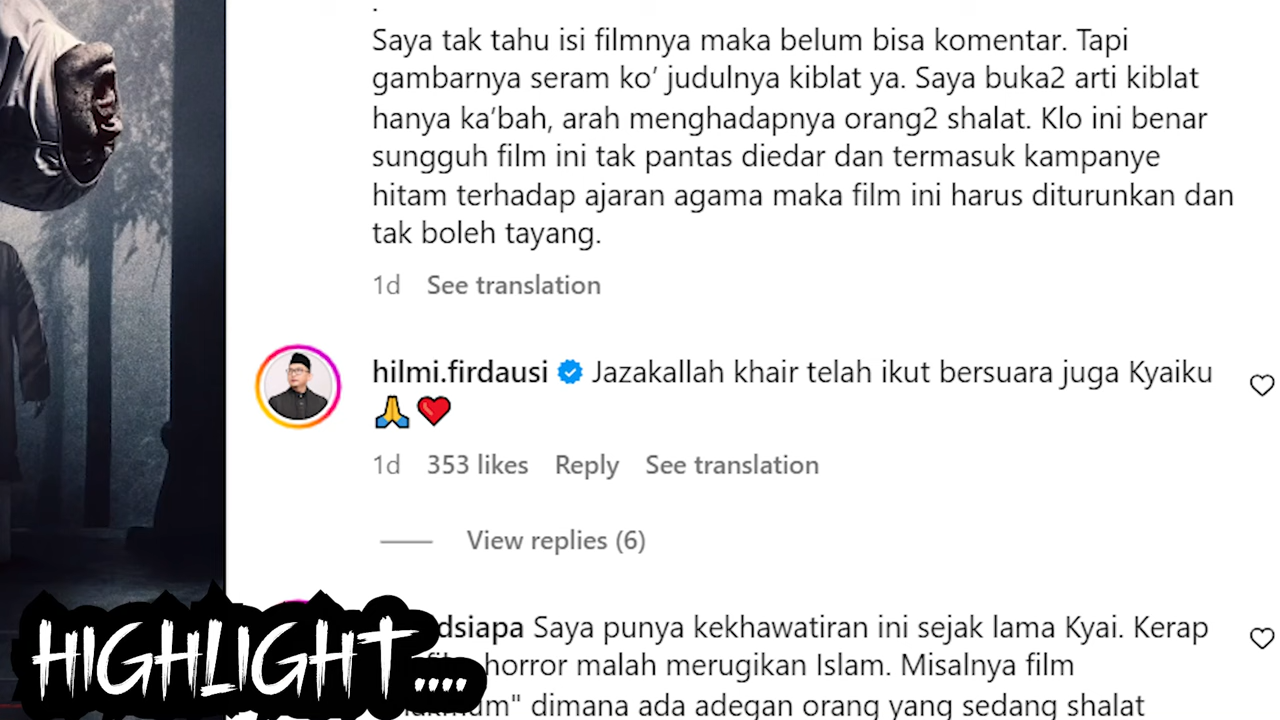 .
Saya tak tahu isi filmnya maka belum bisa komentar. Tapi
gambarnya seram ko’ judulnya kiblat ya. Saya buka2 arti kiblat
hanya ka’bah, arah menghadapnya orang2 shalat. Klo ini benar
sungguh film ini tak pantas diedar dan termasuk kampanye
hitam terhadap ajaran agama maka film ini harus diturunkan dan
tak boleh tayang.
1d See translation
hilmi.firdausi Jazakallah khair telah ikut bersuara juga Kyaiku
🙏❤️
1d 353 likes Reply See translation
View replies (6)
dsiapa Saya punya kekhawatiran ini sejak lama Kyai. Kerap
horror malah merugikan Islam. Misalnya film
dimana ada adegan orang yang sedang shalat
HIGHLIGHT....